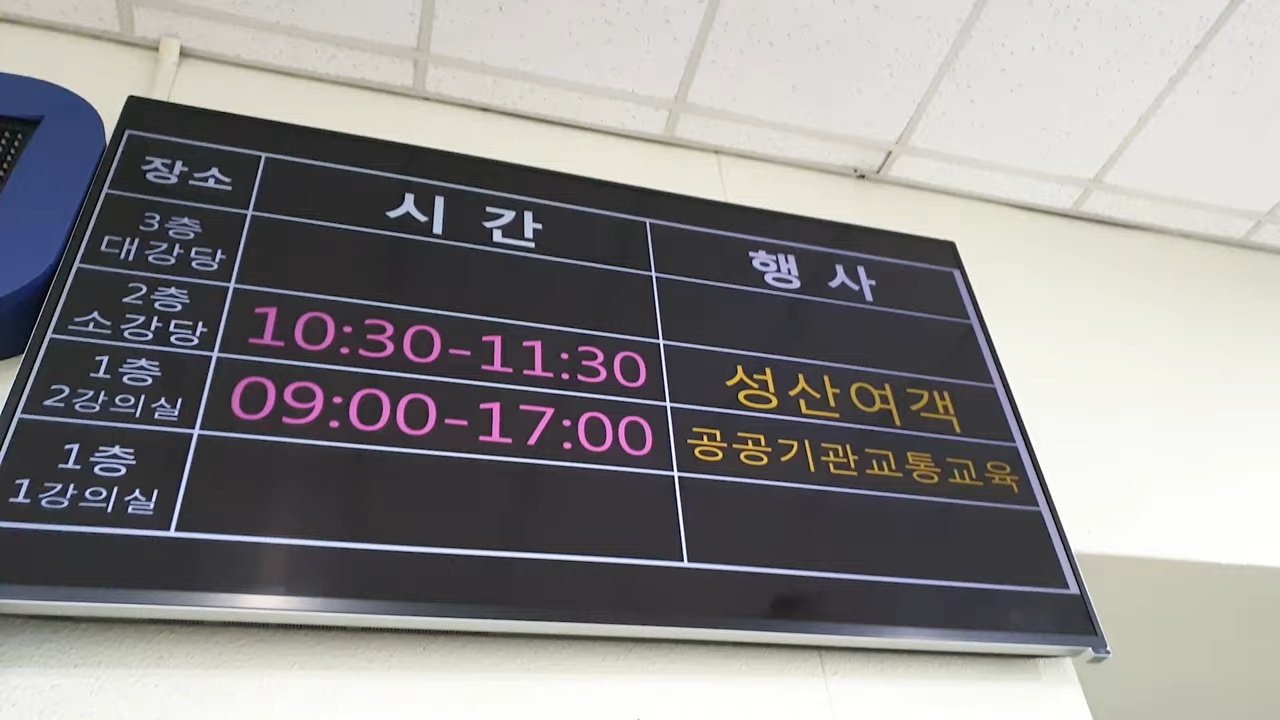 장소 시 간 행 사
3층
대강당
2층
소강당 10:30-11:30 성산여객
1층
2강의실 09:00-17:00 공공기관교통교육
1층
1강의실